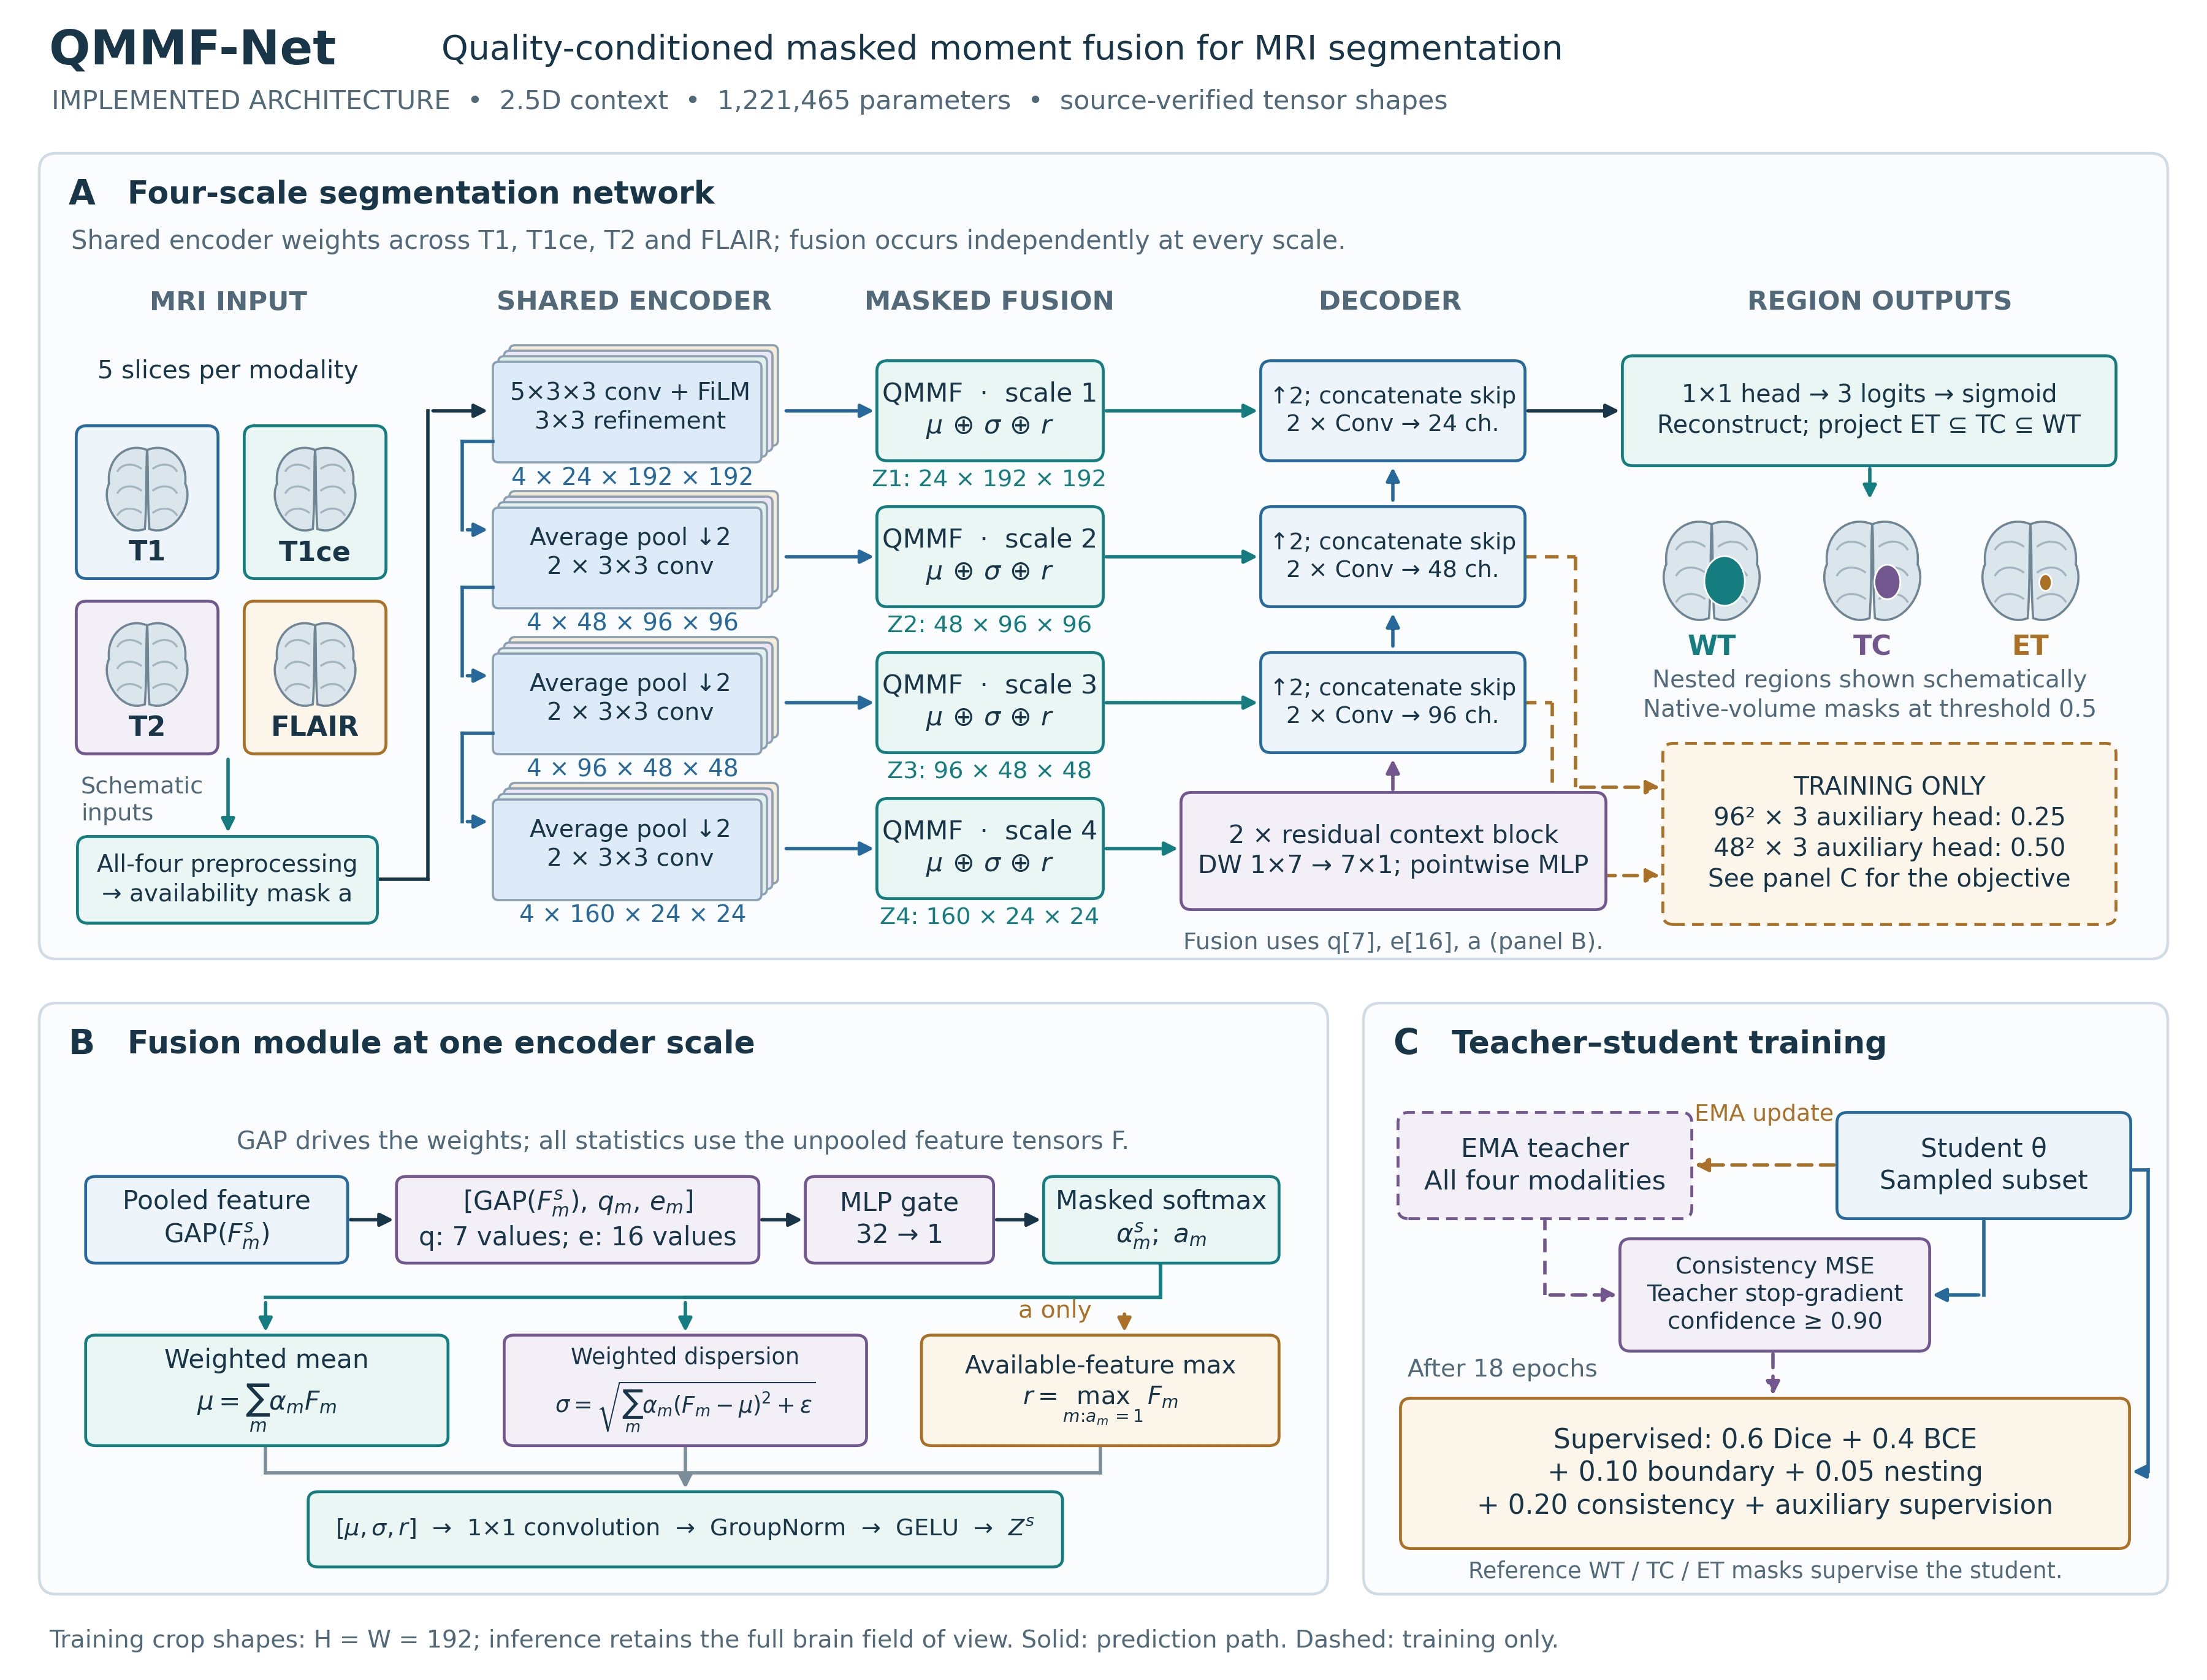 QMMF-Net Quality-conditioned masked moment fusion for MRI segmentation
IMPLEMENTED ARCHITECTURE • 2.5D context • 1,221,465 parameters • source-verified tensor shapes
A Four-scale segmentation network
Shared encoder weights across T1, T1ce, T2 and FLAIR; fusion occurs independently at every scale.
MRI INPUT
5 slices per modality
T1
T1ce
T2
FLAIR
Schematic
inputs
All-four preprocessing
→ availability mask a
SHARED ENCODER
5×3×3 conv + FiLM
3×3 refinement
4 × 24 × 192 × 192
Average pool ↓2
2 × 3×3 conv
4 × 48 × 96 × 96
Average pool ↓2
2 × 3×3 conv
4 × 96 × 48 × 48
Average pool ↓2
2 × 3×3 conv
4 × 160 × 24 × 24
MASKED FUSION
QMMF · scale 1
μ ⊕ σ ⊕ r
Z1: 24 × 192 × 192
QMMF · scale 2
μ ⊕ σ ⊕ r
Z2: 48 × 96 × 96
QMMF · scale 3
μ ⊕ σ ⊕ r
Z3: 96 × 48 × 48
QMMF · scale 4
μ ⊕ σ ⊕ r
Z4: 160 × 24 × 24
DECODER
↑2; concatenate skip
2 × Conv → 24 ch.
↑2; concatenate skip
2 × Conv → 48 ch.
↑2; concatenate skip
2 × Conv → 96 ch.
2 × residual context block
DW 1×7 → 7×1; pointwise MLP
Fusion uses q[7], e[16], a (panel B).
REGION OUTPUTS
1×1 head → 3 logits → sigmoid
Reconstruct; project ET ⊆ TC ⊆ WT
WT
TC
ET
Nested regions shown schematically
Native-volume masks at threshold 0.5
TRAINING ONLY
96² × 3 auxiliary head: 0.25
48² × 3 auxiliary head: 0.50
See panel C for the objective
B Fusion module at one encoder scale
GAP drives the weights; all statistics use the unpooled feature tensors F.
Pooled feature
GAP(F_m^s)
[GAP(F_m^s), q_m, e_m]
q: 7 values; e: 16 values
MLP gate
32 → 1
Masked softmax
α_m^s; a_m
a only
Weighted mean
μ = ∑_m α_m F_m
Weighted dispersion
σ = √(∑_m α_m(F_m − μ)² + ε)
Available-feature max
r = max_{m:a_m = 1} F_m
[μ, σ, r] → 1×1 convolution → GroupNorm → GELU → Z^s
C Teacher–student training
EMA teacher
All four modalities
EMA update
Student θ
Sampled subset
Consistency MSE
Teacher stop-gradient
confidence ≥ 0.90
After 18 epochs
Supervised: 0.6 Dice + 0.4 BCE
+ 0.10 boundary + 0.05 nesting
+ 0.20 consistency + auxiliary supervision
Reference WT / TC / ET masks supervise the student.
Training crop shapes: H = W = 192; inference retains the full brain field of view. Solid: prediction path. Dashed: training only.